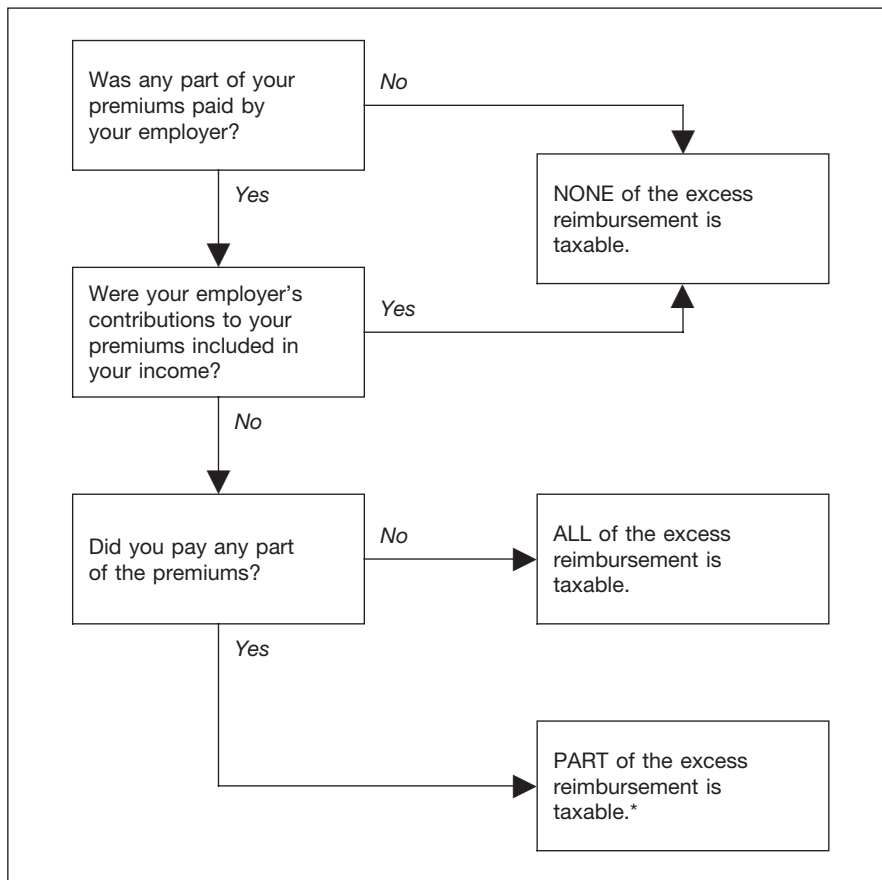 Was any part of your
premiums paid by
your employer?
No
Yes
NONE of the excess
reimbursement is
taxable.
Were your employer’s
contributions to your
premiums included in
your income?
Yes
No
Did you pay any part
of the premiums?
No
ALL of the excess
reimbursement is
taxable.
Yes
PART of the excess
reimbursement is
taxable.*